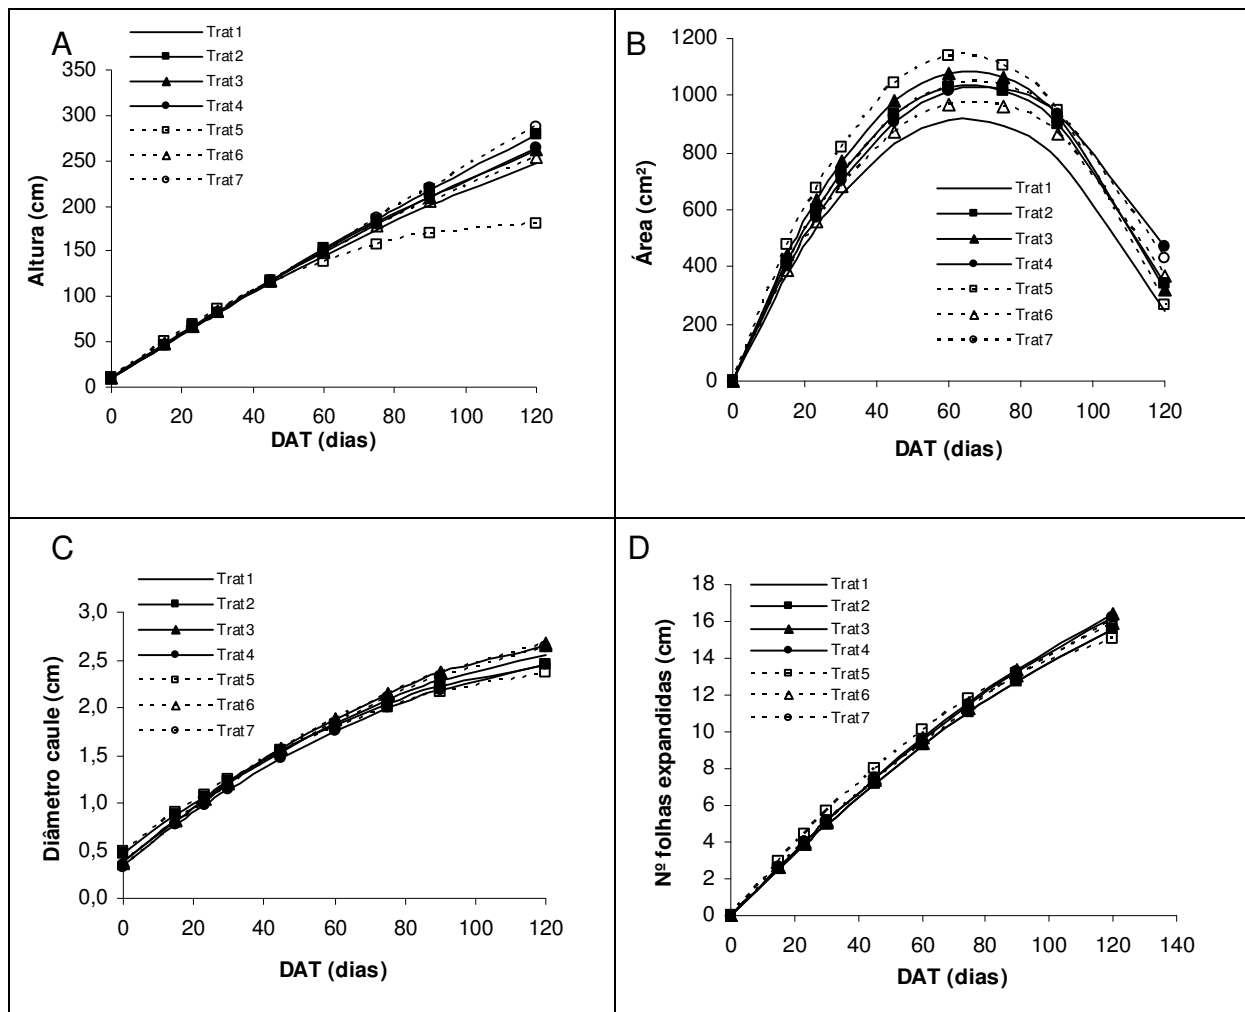 A
Trat1
Trat2
Trat3
Trat4
Trat5
Trat6
Trat7
350
300
250
200
150
100
50
0
Altura (cm)
0 20 40 60 80 100 120
DAT (dias)
B
1200
1000
800
600
400
200
0
Área (cm²)
Trat1
Trat2
Trat3
Trat4
Trat5
Trat6
Trat7
0 20 40 60 80 100 120
DAT (dias)
C
Trat1
Trat2
Trat3
Trat4
Trat5
Trat6
Trat7
3,0
2,5
2,0
1,5
1,0
0,5
0,0
Diâmetro caule (cm)
0 20 40 60 80 100 120
DAT (dias)
D
18
16
14
12
10
8
6
4
2
0
Nº folhas expandidas (cm)
Trat1
Trat2
Trat3
Trat4
Trat5
Trat6
Trat7
0 20 40 60 80 100 120 140
DAT (dias)